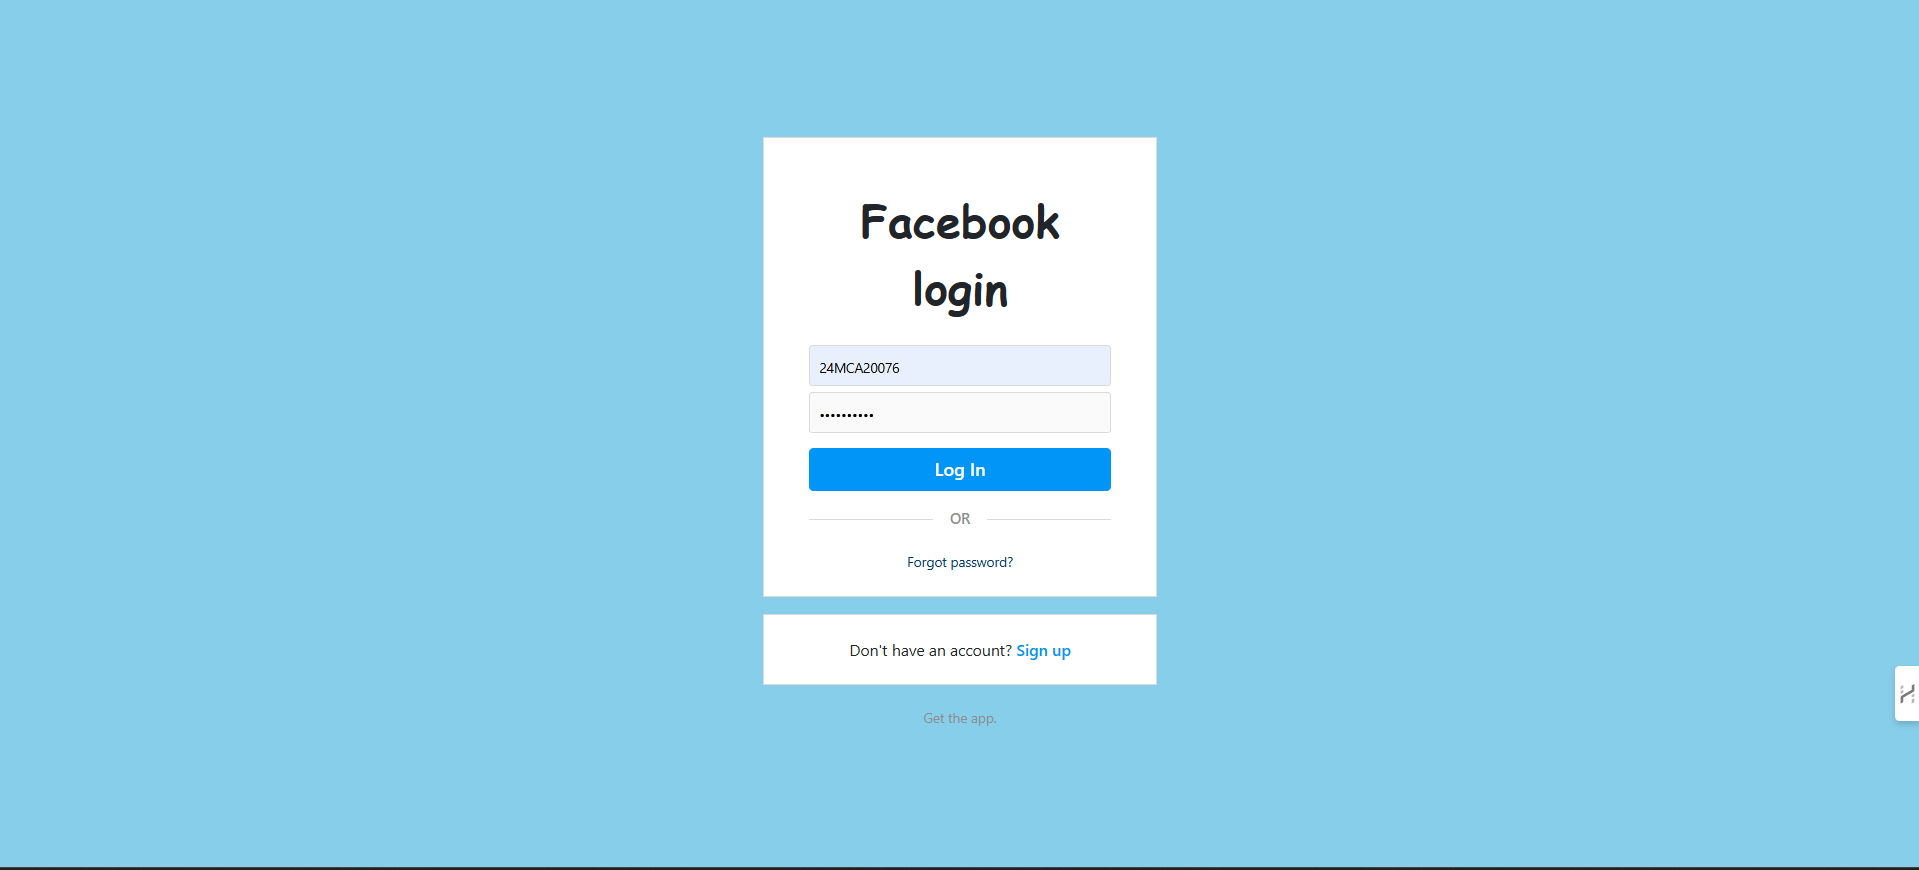 Facebook
login
24MCA20076
••••••••••
Log In
OR
Forgot password?
Don't have an account? Sign up
Get the app.